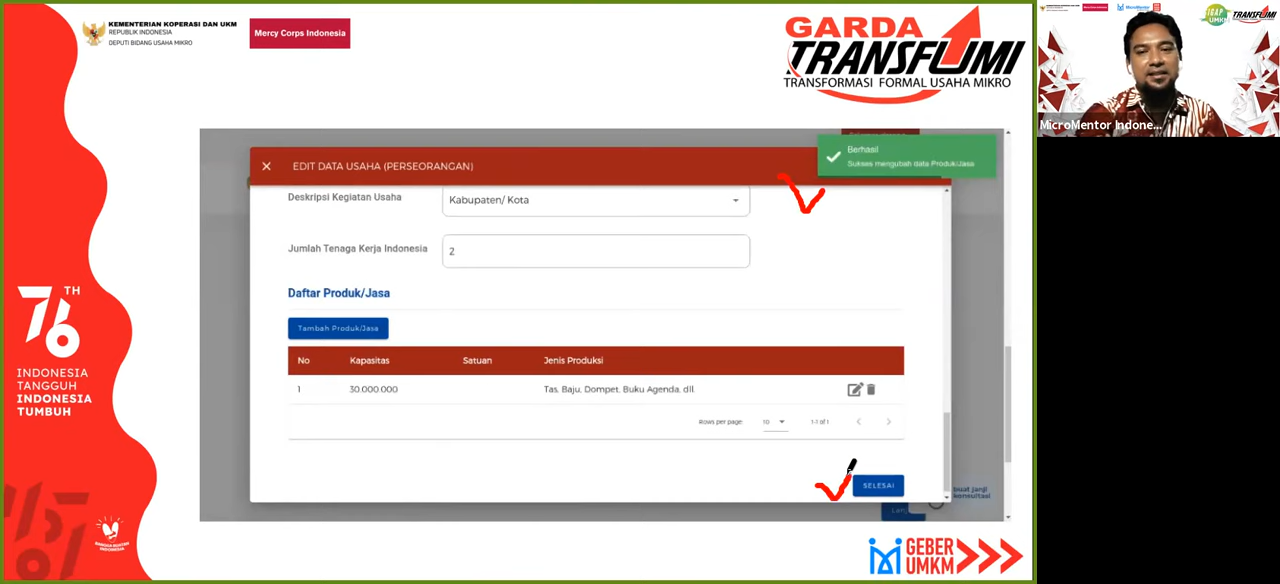 KEMENTERIAN KOPERASI DAN UKM
REPUBLIK INDONESIA
DEPUTI BIDANG USAHA MIKRO
Mercy Corps Indonesia
GARDA
TRANSFUMI
TRANSFORMASI FORMAL USAHA MIKRO
TRANSFUMI
MicroMentor Indone...
EDIT DATA USAHA (PERSEORANGAN)
Berhasil
Sukses mengubah data Produk/Jasa
Deskripsi Kegiatan Usaha
Kabupaten/ Kota
Jumlah Tenaga Kerja Indonesia
2
Daftar Produk/Jasa
Tambah Produk/Jasa
No Kapasitas Satuan Jenis Produksi
1 30.000.000 Tas, Baju, Dompet, Buku Agenda, dll
Rows per page: 10 1-1 of 1
SELESAI
buat janji
konsultasi
76TH
INDONESIA
TANGGUH
INDONESIA
TUMBUH
GEBER
UMKM